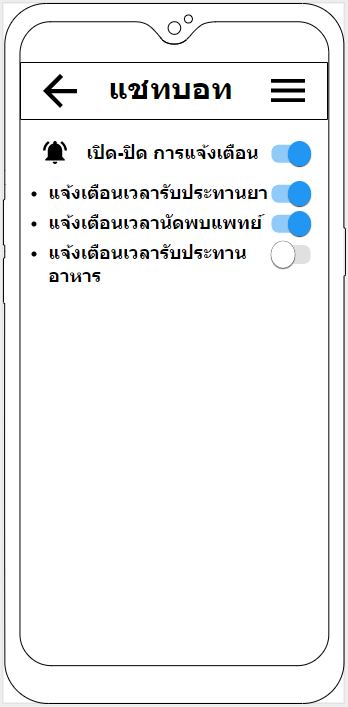 แชทบอท
เปิด-ปิด การแจ้งเตือน
• แจ้งเตือนเวลารับประทานยา
• แจ้งเตือนเวลานัดพบแพทย์
• แจ้งเตือนเวลารับประทาน
อาหาร